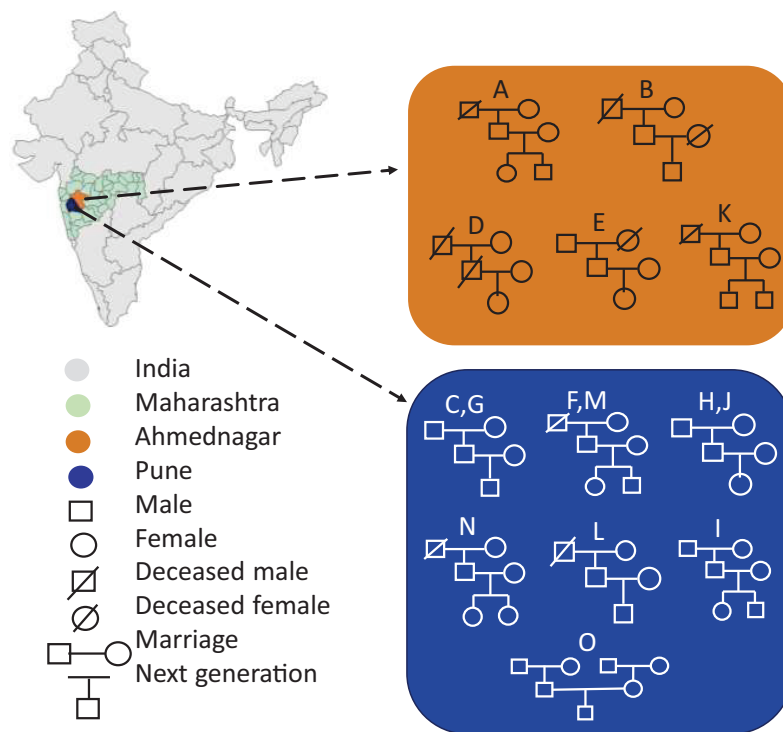 A
B
D
E
K
C,G
F,M
H,J
N
L
I
O
India
Maharashtra
Ahmednagar
Pune
Male
Female
Deceased male
Deceased female
Marriage
Next generation